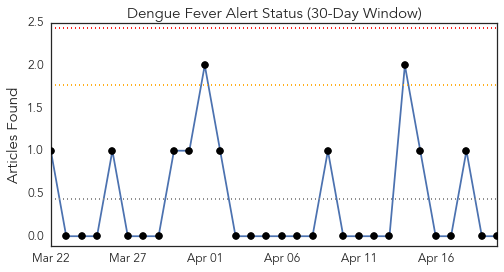 Dengue Fever Alert Status (30-Day Window)
Articles Found
2.5
2.0
1.5
1.0
0.5
0.0
Mar 22 Mar 27 Apr 01 Apr 06 Apr 11 Apr 16